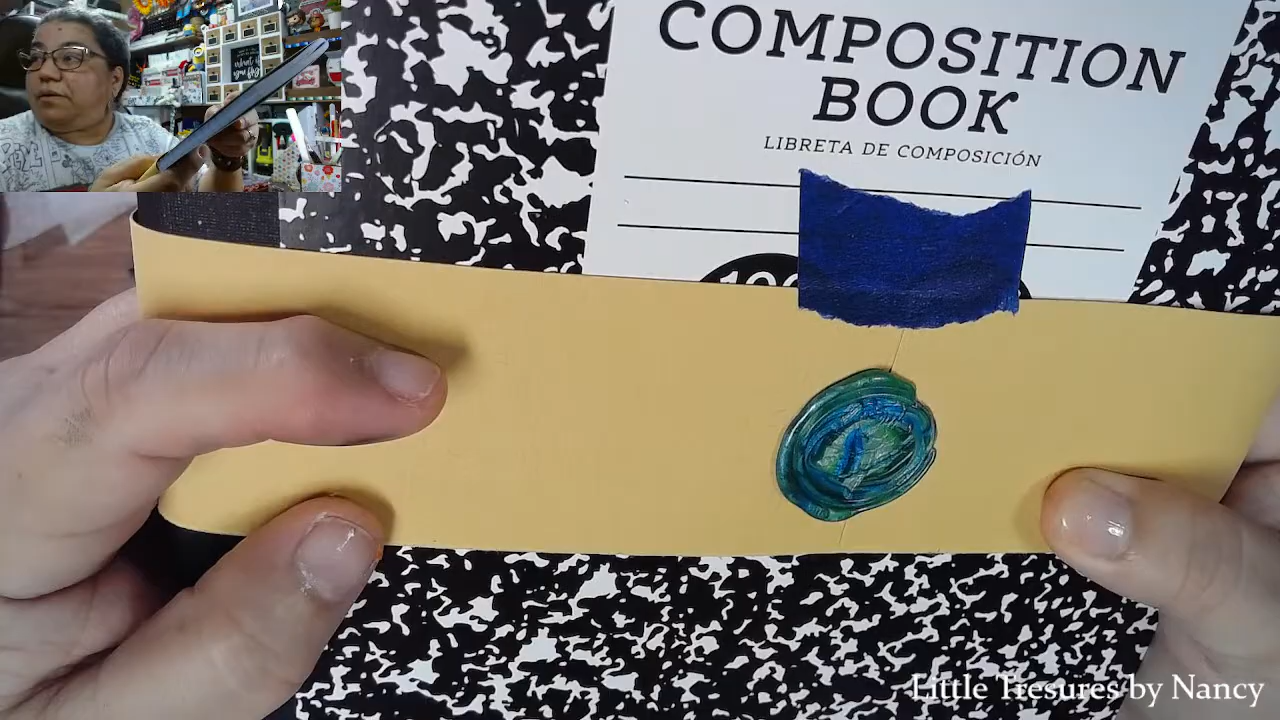 COMPOSITION
BOOK
LIBRETA DE COMPOSICIÓN
Little Tresures by Nancy